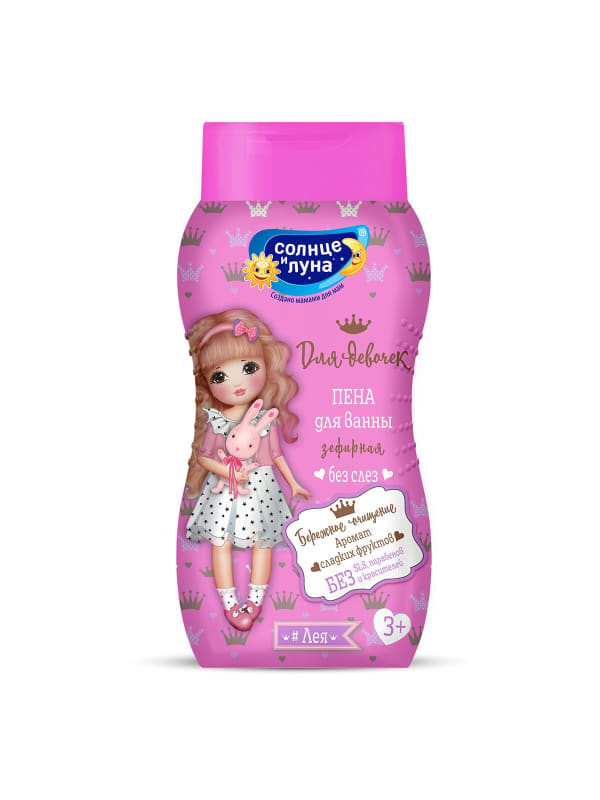 солнце
и луна
®
Создано мамами для мам
Для девочек
ПЕНА
для ванны
зефирная
без слез
Бережное очищение
Аромат
сладких фруктов
БЕЗ SLS, парабенов
и красителей
# Лея
3+